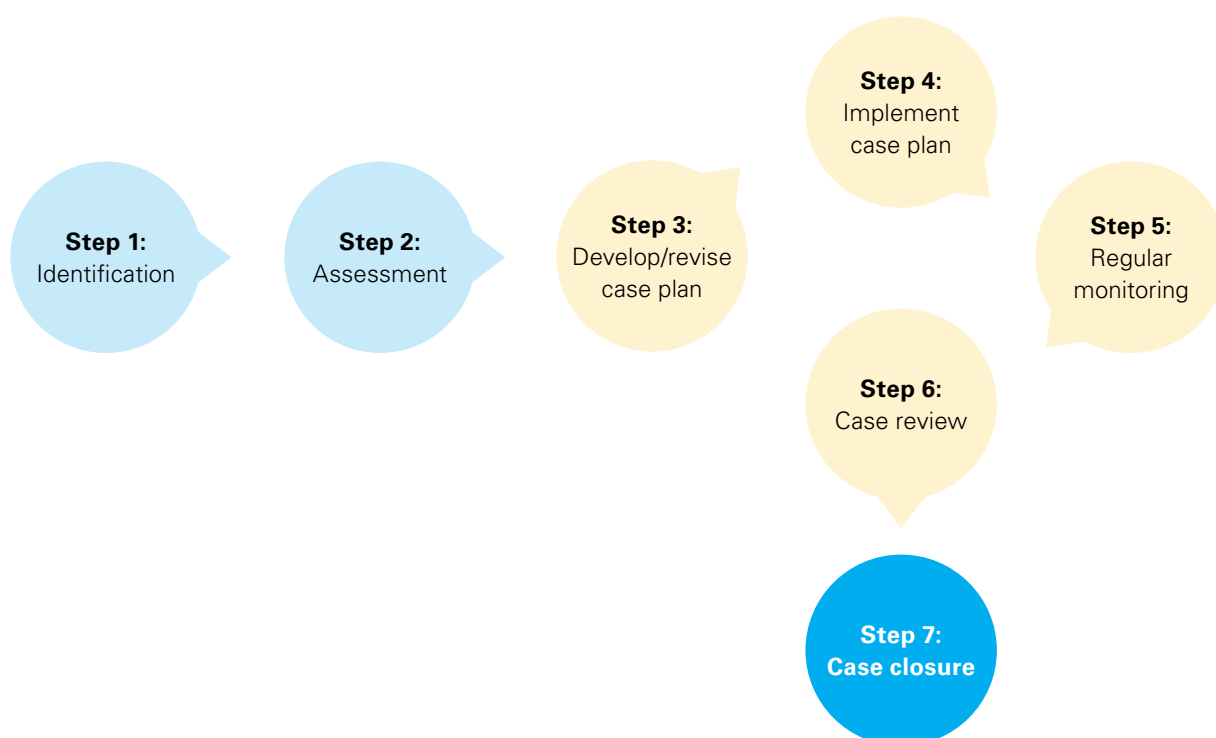 Step 1:
Identification
Step 2:
Assessment
Step 3:
Develop/revise
case plan
Step 4:
Implement
case plan
Step 5:
Regular
monitoring
Step 6:
Case review
Step 7:
Case closure